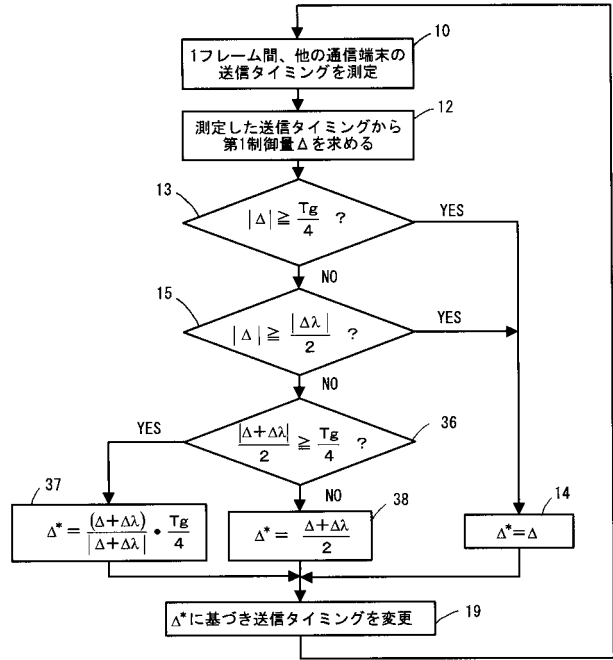 10
1フレーム間、他の通信端末の
送信タイミングを測定
12
測定した送信タイミングから
第1制御量Δを求める
13
|Δ| ≧ Tg/4 ?
YES
NO
15
|Δ| ≧ |Δλ|/2 ?
YES
NO
36
|Δ+Δλ|/2 ≧ Tg/4 ?
YES
NO
37
Δ* = (Δ+Δλ)/|Δ+Δλ| • Tg/4
38
Δ* = Δ+Δλ/2
14
Δ*=Δ
19
Δ*に基づき送信タイミングを変更